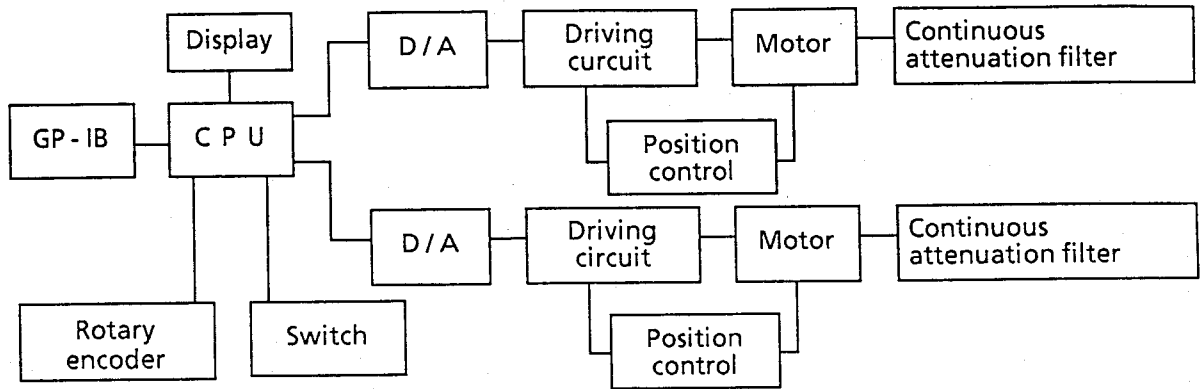 Display
D / A
Driving
curcuit
Motor
Continuous
attenuation filter
GP - IB
C P U
Position
control
D / A
Driving
circuit
Motor
Continuous
attenuation filter
Rotary
encoder
Switch
Position
control